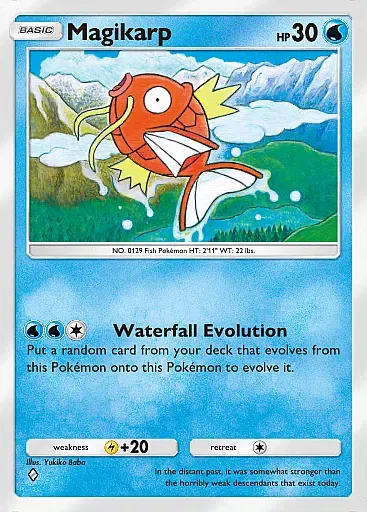 BASIC Magikarp HP 30
NO. 0129 Fish Pokémon HT: 2'11" WT: 22 lbs.
Waterfall Evolution
Put a random card from your deck that evolves from
this Pokémon onto this Pokémon to evolve it.
weakness +20 retreat
Illus. Yukiko Baba
In the distant past, it was somewhat stronger than
the horribly weak descendants that exist today.